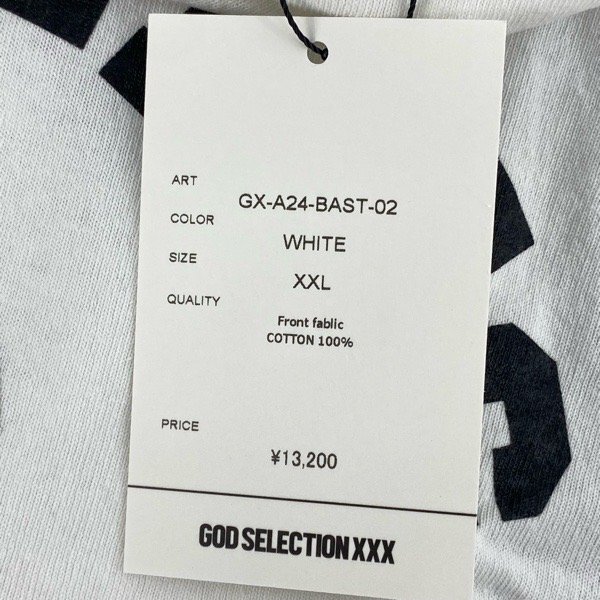 ART
GX-A24-BAST-02
COLOR
WHITE
SIZE
XXL
QUALITY
Front fablic
COTTON 100%
PRICE
¥13,200
GOD SELECTION XXX